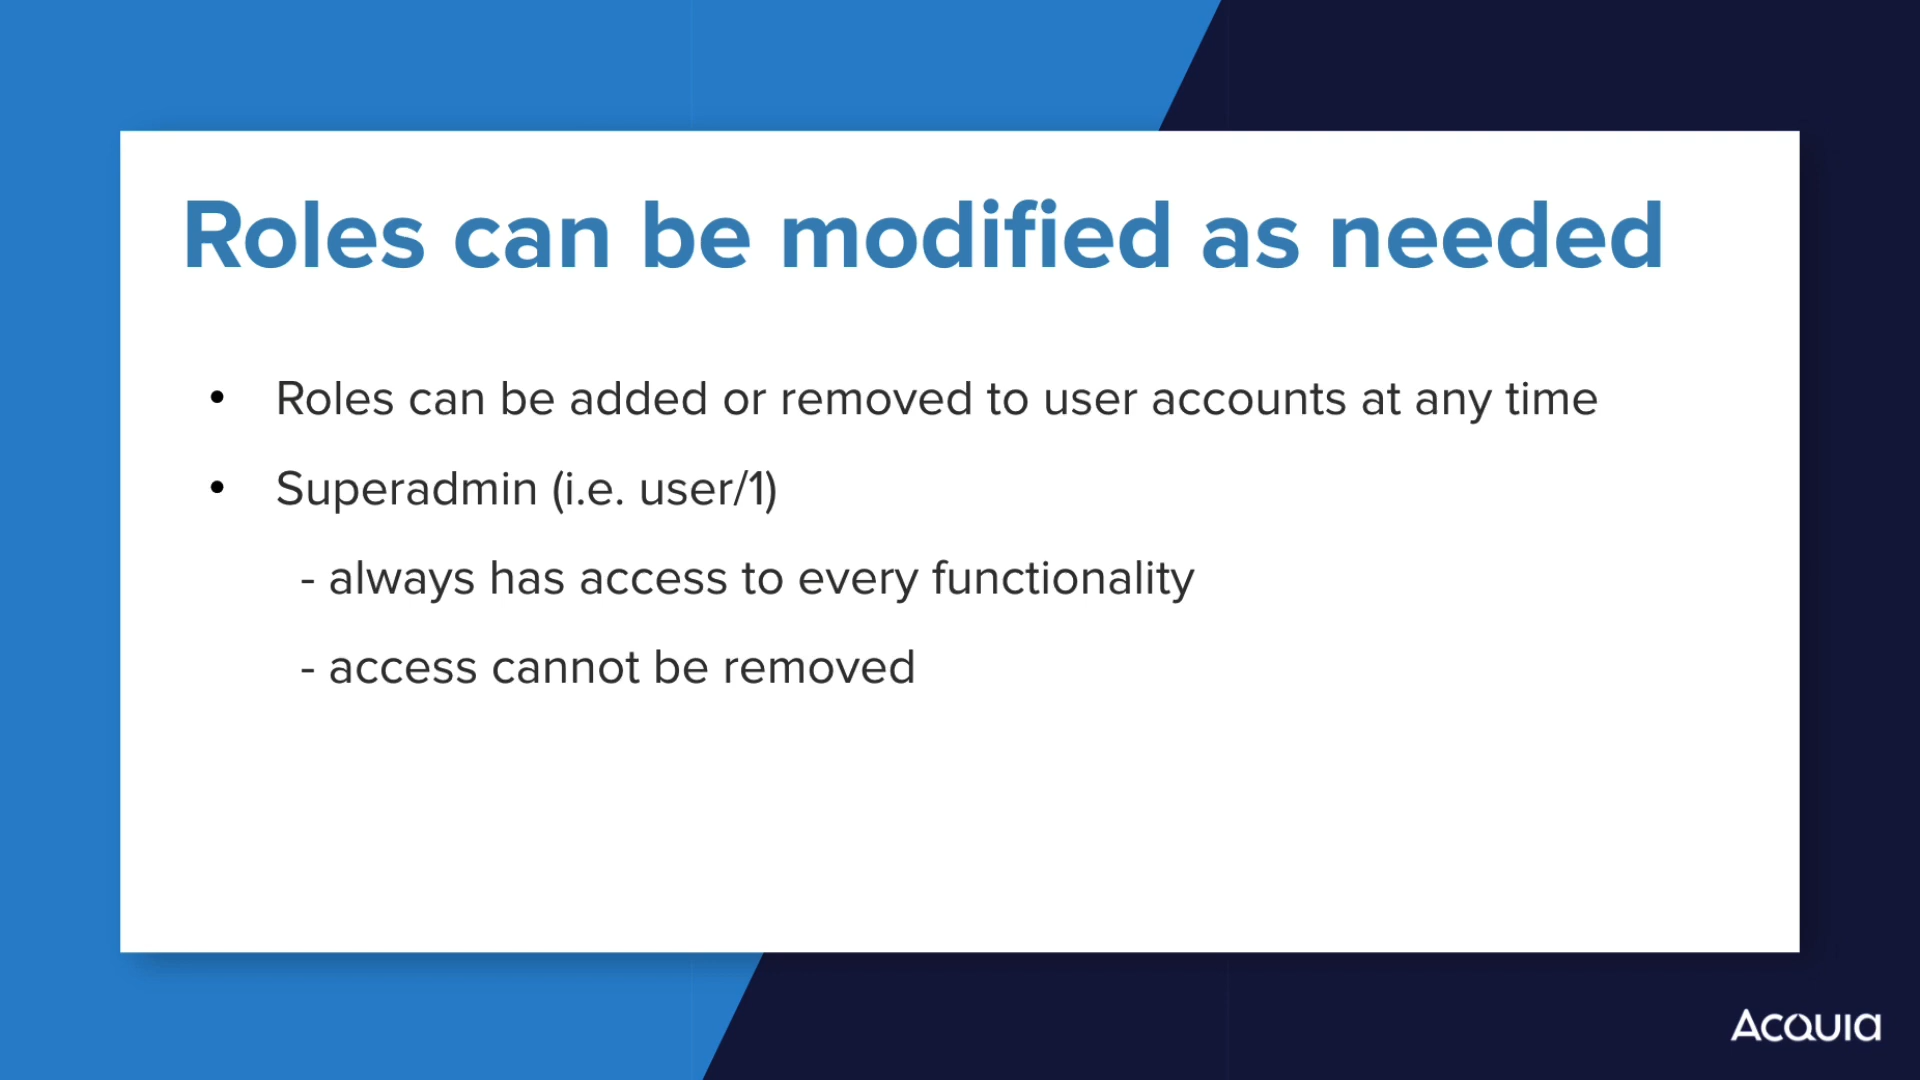 Roles can be modified as needed
• Roles can be added or removed to user accounts at any time
• Superadmin (i.e. user/1)
- always has access to every functionality
- access cannot be removed
Acquia